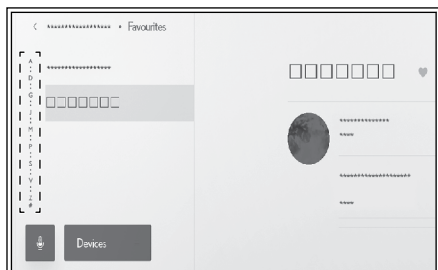 < ****************** • Favourites
A
D
G
J
M
P
S
V
Z
#
******************
□□□□□□□
Devices
□□□□□□□
**************
****
********************
****